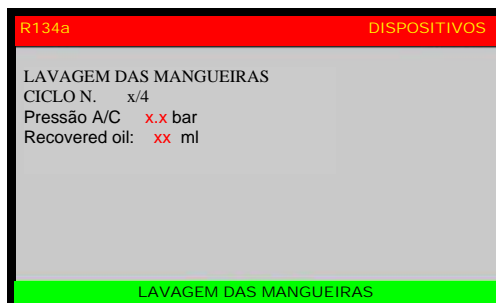 R134a DISPOSITIVOS
LAVAGEM DAS MANGUEIRAS
CICLO N. x/4
Pressão A/C x.x bar
Recovered oil: xx ml
LAVAGEM DAS MANGUEIRAS